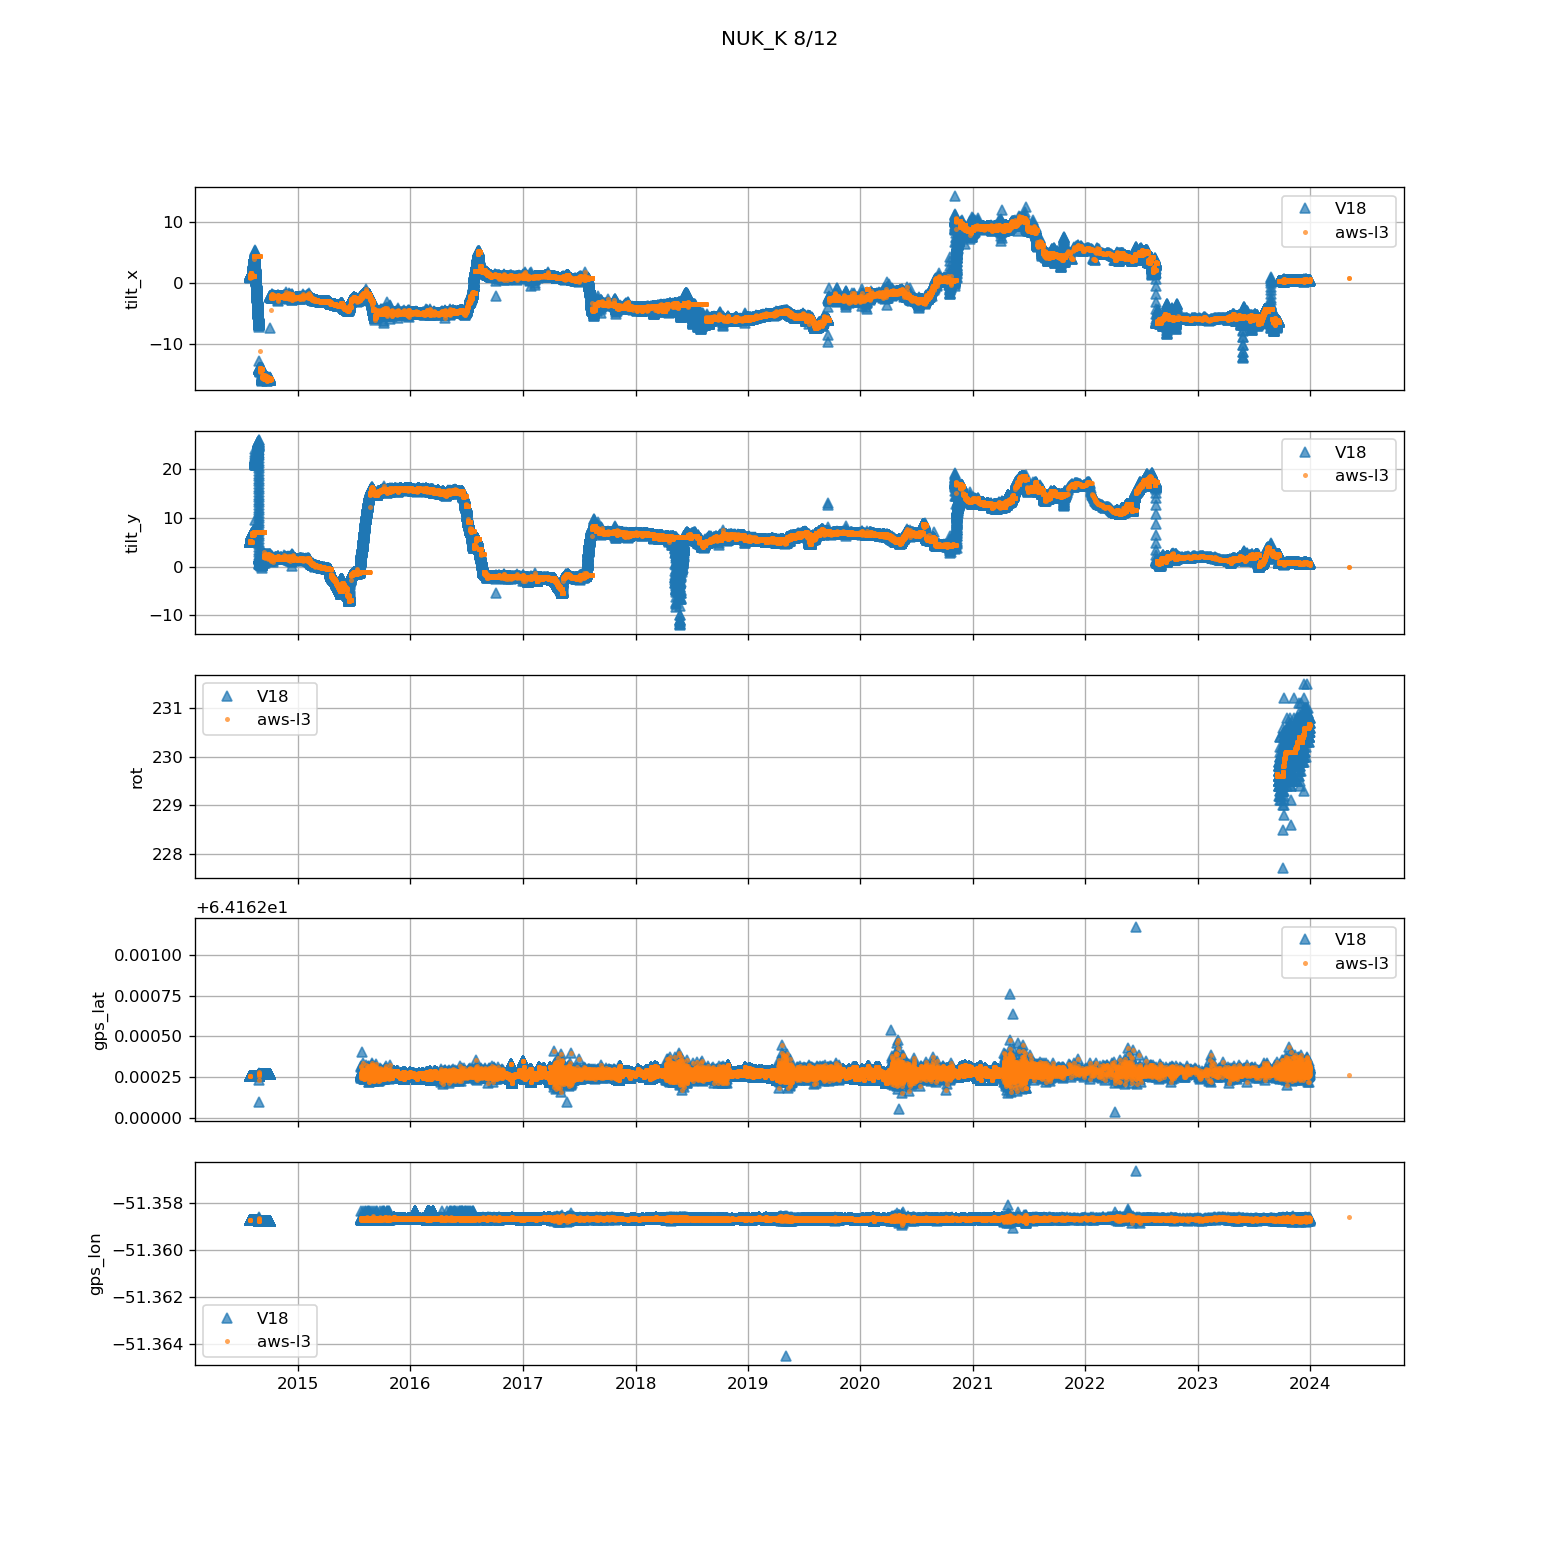 NUK_K 8/12
tilt_x
10
0
−10
V18
aws-l3
tilt_y
20
10
0
−10
V18
aws-l3
rot
231
230
229
228
V18
aws-l3
+6.4162e1
gps_lat
0.00100
0.00075
0.00050
0.00025
0.00000
V18
aws-l3
gps_lon
−51.358
−51.360
−51.362
−51.364
V18
aws-l3
2015 2016 2017 2018 2019 2020 2021 2022 2023 2024